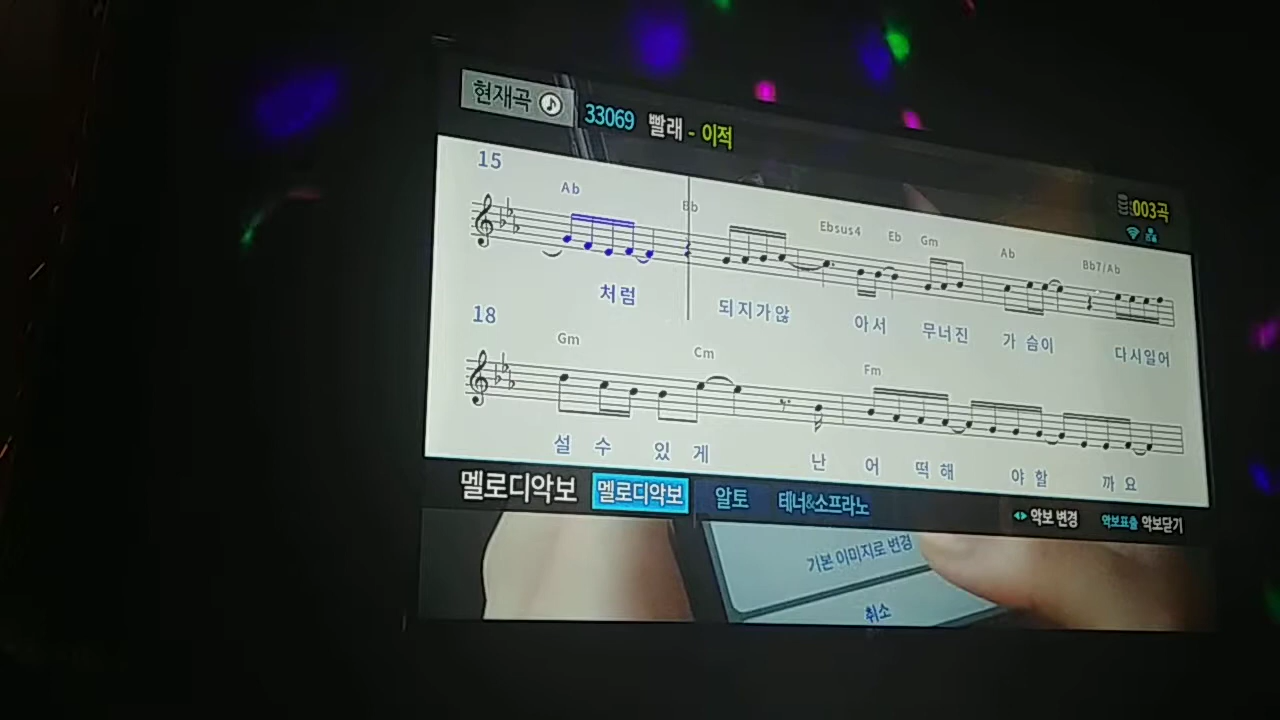 현재곡 33069 빨래 - 이적
003곡
15
Ab Bb Ebsus4 Eb Gm Ab Bb7/Ab
처럼 되지가않 아서 무너진 가 슴이 다시일어
18
Gm Cm Fm
설 수 있 게 난 어 떡 해 야 할 까 요
멜로디악보 멜로디악보 알토 테너&소프라노 악보 변경 악보표출 악보닫기
기본 이미지로 변경
취소